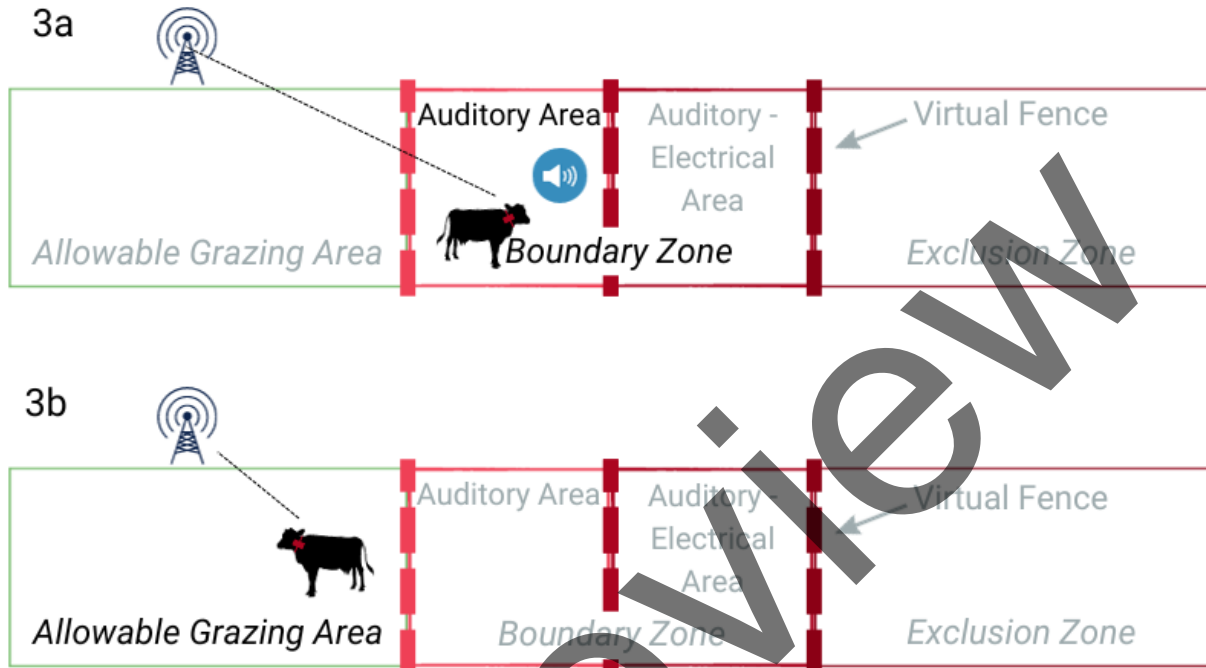 3a
Auditory Area
Auditory -
Electrical
Area
Virtual Fence
Allowable Grazing Area
Boundary Zone
Exclusion Zone
3b
Auditory Area
Auditory -
Electrical
Area
Virtual Fence
Allowable Grazing Area
Boundary Zone
Exclusion Zone
view